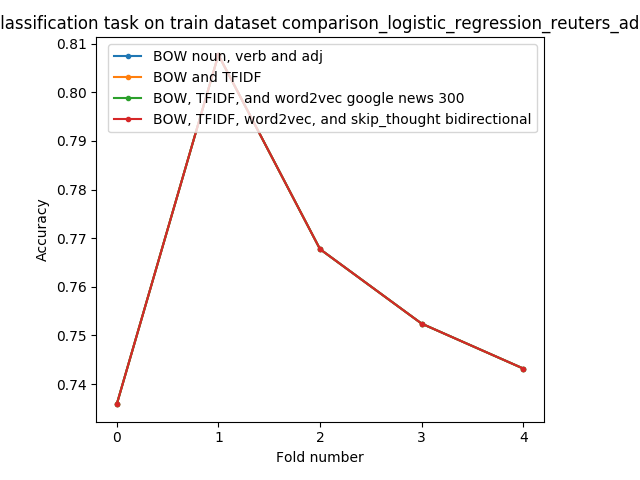 lassification task on train dataset comparison_logistic_regression_reuters_ad
0.81
0.80
0.79
0.78
0.77
0.76
0.75
0.74
Accuracy
BOW noun, verb and adj
BOW and TFIDF
BOW, TFIDF, and word2vec google news 300
BOW, TFIDF, word2vec, and skip_thought bidirectional
0 1 2 3 4
Fold number